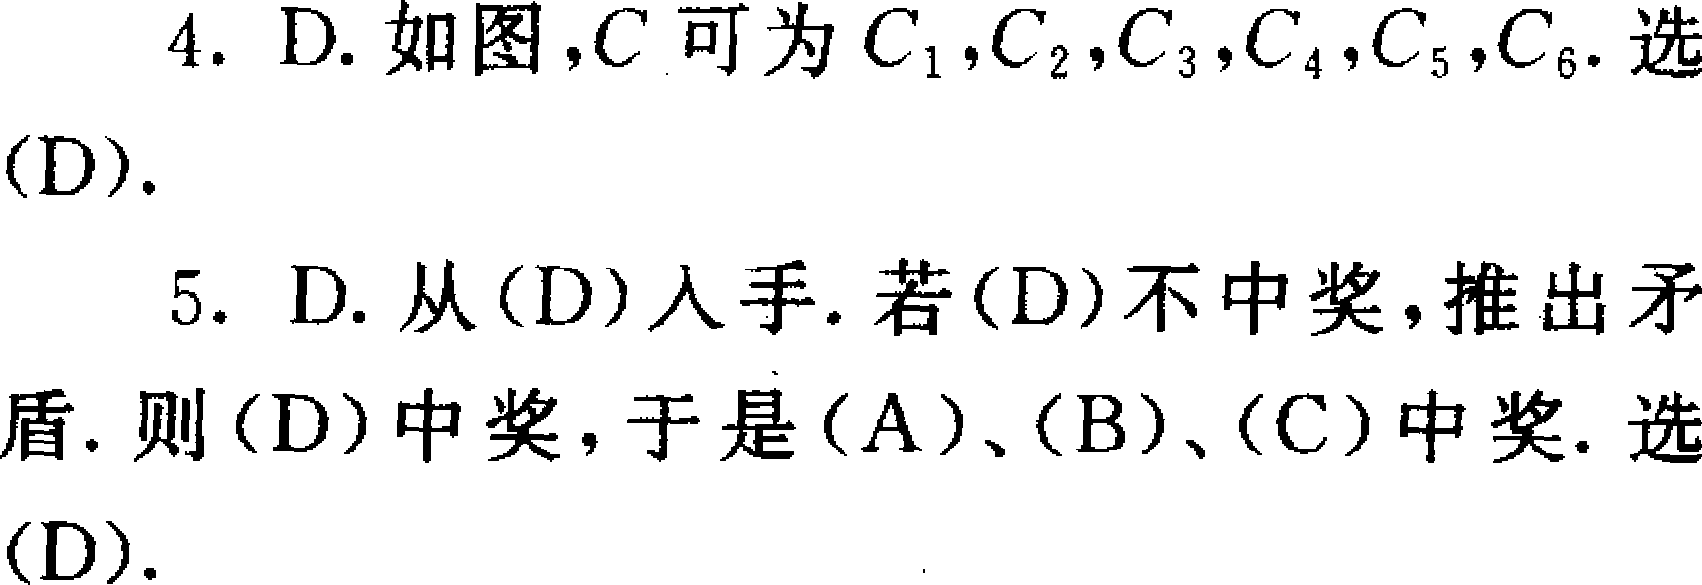 4. D. 如图,C 可为 C₁,C₂,C₃,C₄,C₅,C₆. 选
(D).
5. D. 从(D)入手. 若(D)不中奖,推出矛
盾. 则(D)中奖,于是(A)、(B)、(C)中奖. 选
(D).